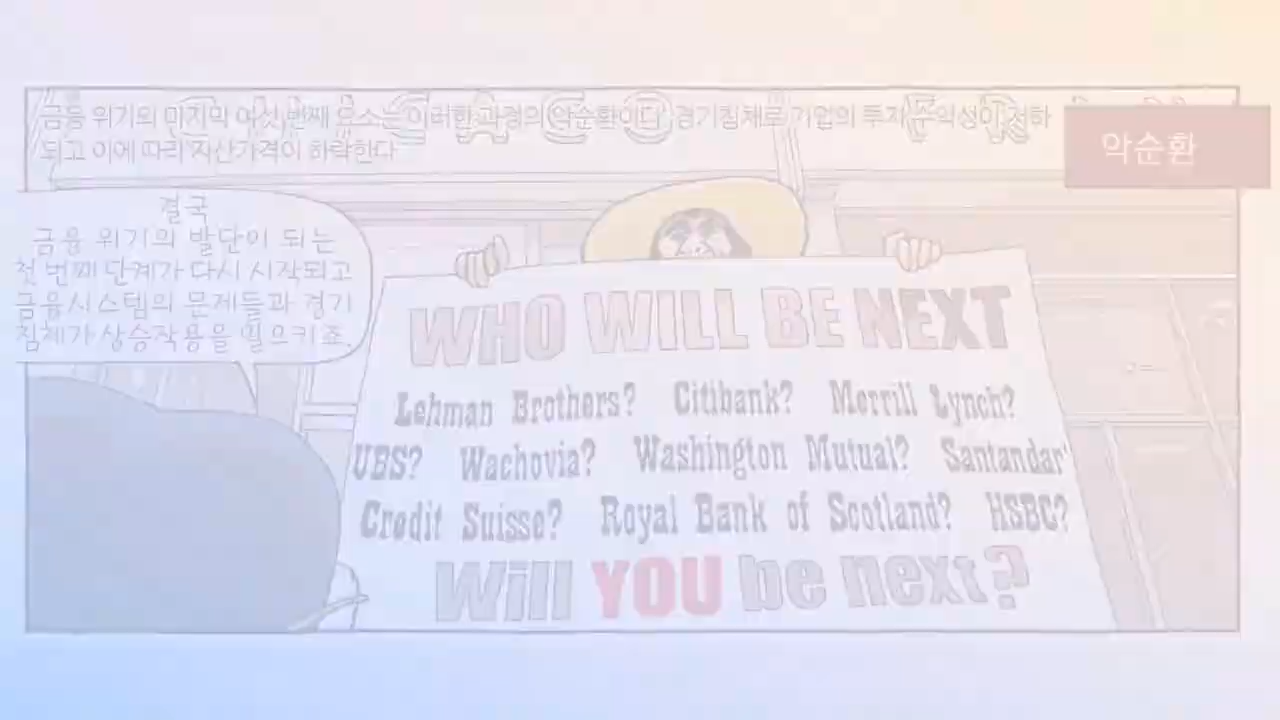 금융 위기의 마지막 여섯 번째 요소는 이러한 과정의 악순환이다. 경기침체로 기업의 투자 수익성이 저하
되고 이에 따라 자산가격이 하락한다
악순환
결국
금융 위기의 발단이 되는
첫 번째 단계가 다시 시작되고
금융시스템의 문제들과 경기
침체가 상승작용을 일으키죠.
WHO WILL BE NEXT
Lehman Brothers? Citibank? Merrill Lynch?
UBS? Wachovia? Washington Mutual? Santandar
Credit Suisse? Royal Bank of Scotland? HSBC?
Will YOU be next?